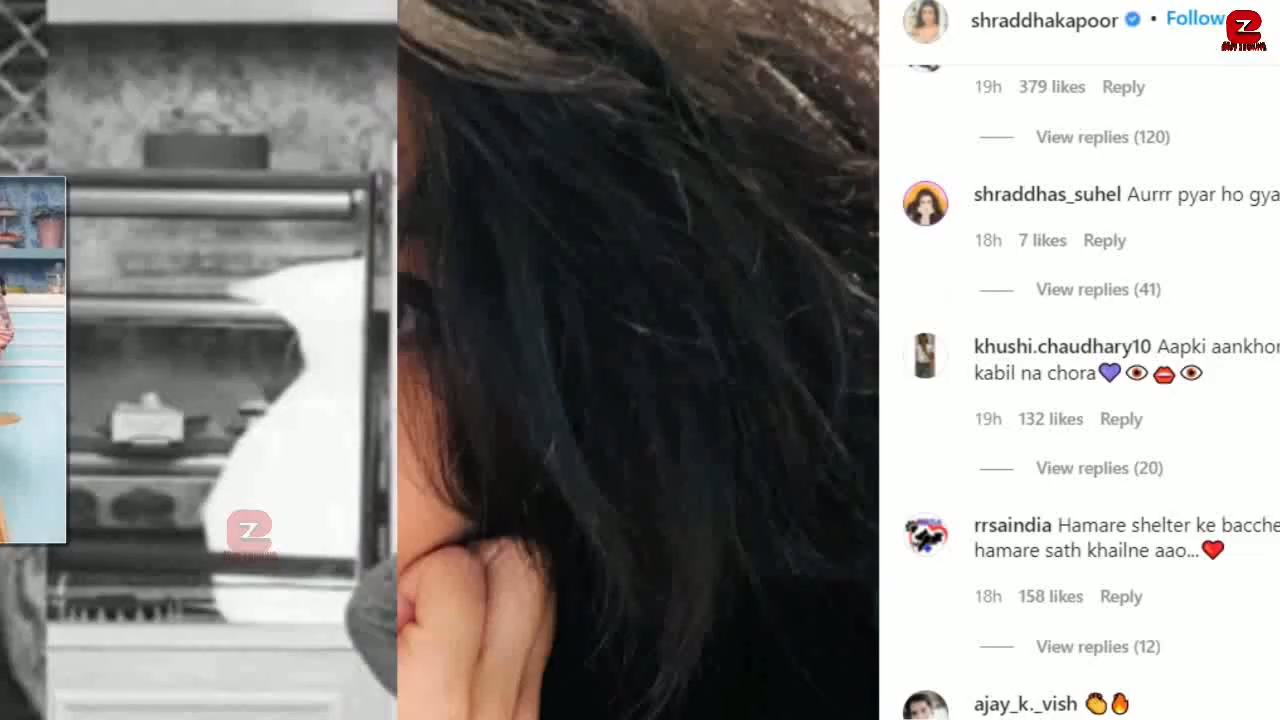 shraddhakapoor • Follow
19h 379 likes Reply
View replies (120)
shraddhas_suhel Aurrr pyar ho gya
18h 7 likes Reply
View replies (41)
khushi.chaudhary10 Aapki aankhon
kabil na chora💜👁👄👁
19h 132 likes Reply
View replies (20)
rrsaindia Hamare shelter ke bacche
hamare sath khailne aao...❤️
18h 158 likes Reply
View replies (12)
ajay_k._vish 👏🔥